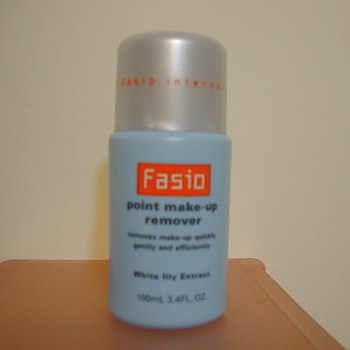 Fasio
Fasio
point make-up
remover
removes make-up quickly
gently and efficiently
White lily Extract
100mL 3.4FL.OZ.